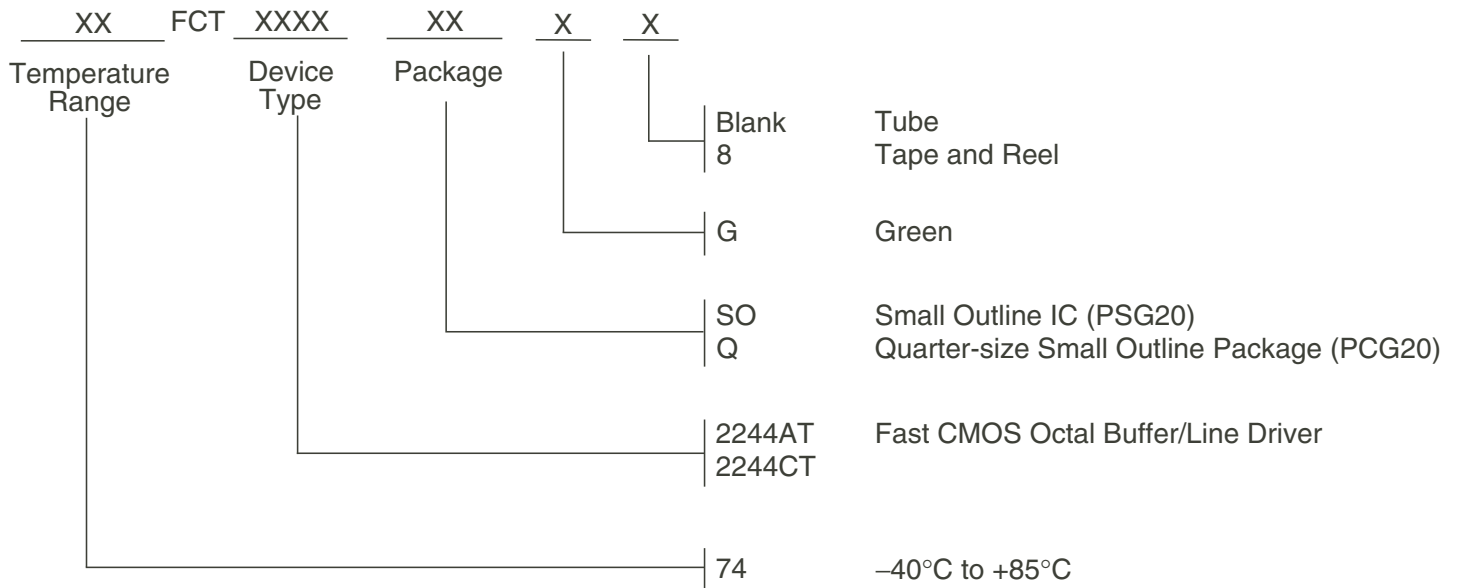 XX FCT XXXX XX X X
Temperature Range
Device Type
Package
Blank Tube
8 Tape and Reel
G Green
SO Small Outline IC (PSG20)
Q Quarter-size Small Outline Package (PCG20)
2244AT Fast CMOS Octal Buffer/Line Driver
2244CT
74 –40°C to +85°C